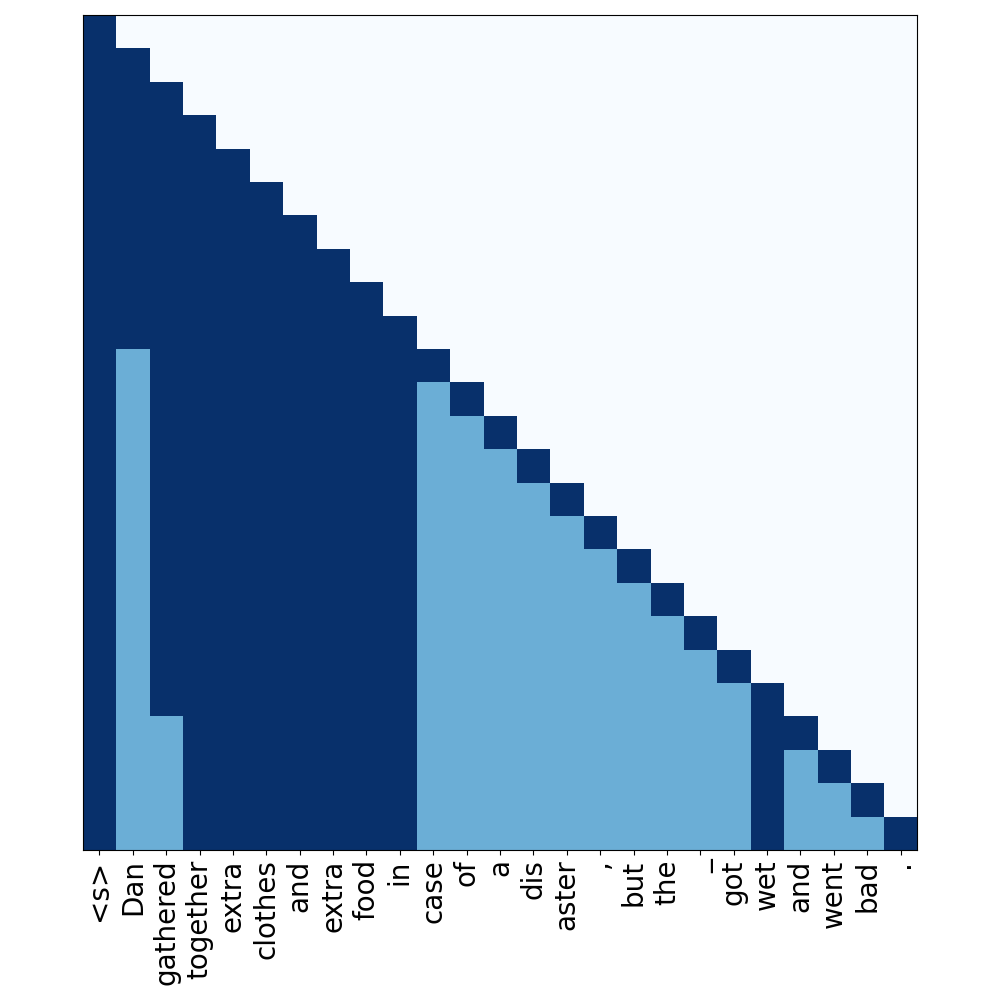 <s>
Dan
gathered
together
extra
clothes
and
extra
food
in
case
of
a
dis
aster
,
but
the
_
got
wet
and
went
bad
.